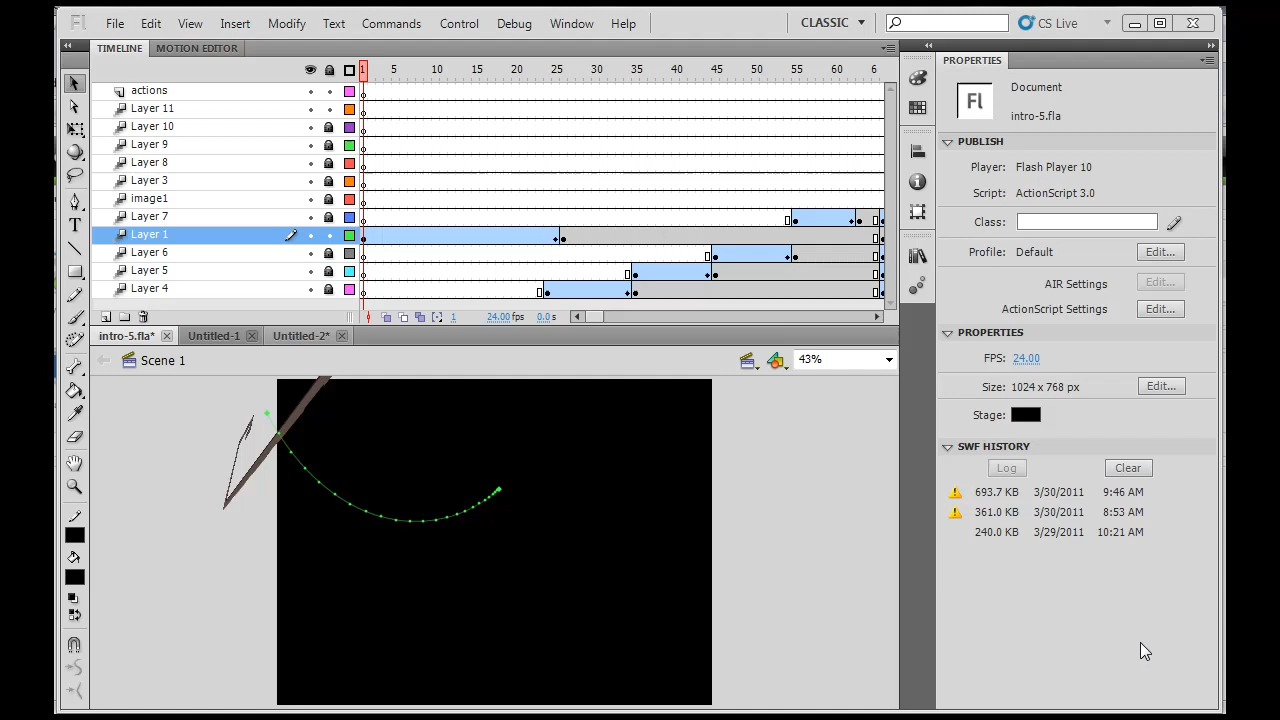 Fl File Edit View Insert Modify Text Commands Control Debug Window Help CLASSIC CS Live
TIMELINE MOTION EDITOR
PROPERTIES
1 5 10 15 20 25 30 35 40 45 50 55 6
actions
Layer 11
Layer 10
Layer 9
Layer 8
Layer 3
image1
Layer 7
Layer 1
Layer 6
Layer 5
Layer 4
1 24.00 fps 0.0 s
intro-5.fla* Untitled-1 Untitled-2*
Scene 1 43%
T
Fl
Document
intro-5.fla
PUBLISH
Player: Flash Player 10
Script: ActionScript 3.0
Class:
Profile: Default Edit...
AIR Settings Edit...
ActionScript Settings Edit...
PROPERTIES
FPS: 24.00
Size: 1024 x 768 px Edit...
Stage:
SWF HISTORY
Log Clear
693.7 KB 3/30/2011 9:46 AM
361.0 KB 3/30/2011 8:53 AM
240.0 KB 3/29/2011 10:21 AM